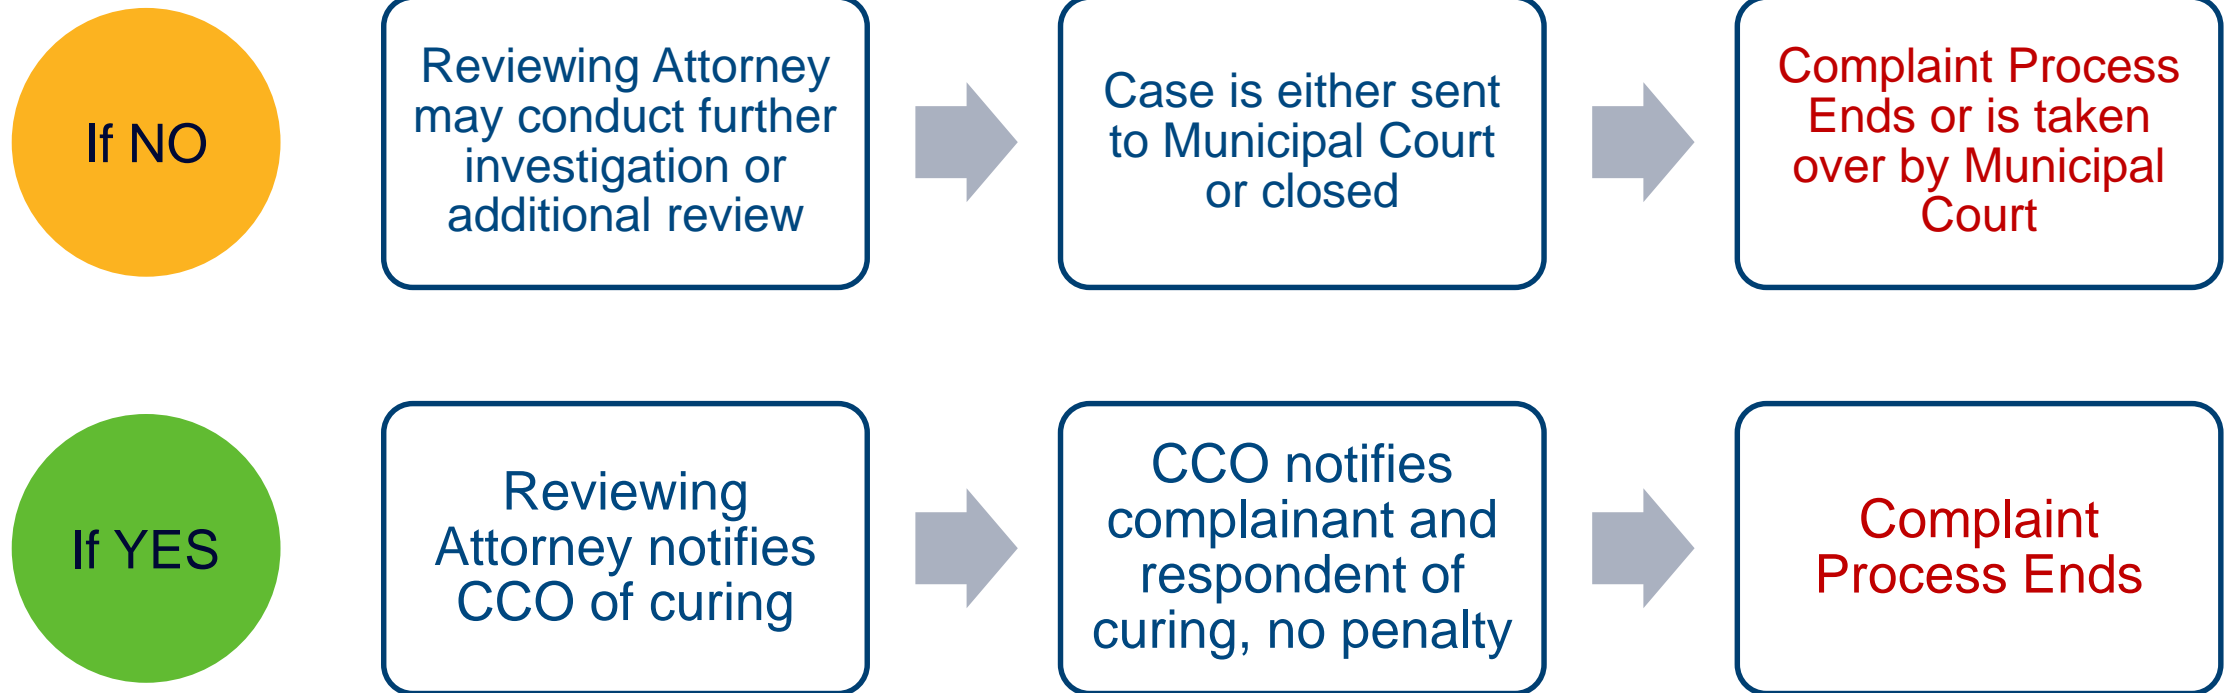 If NO
Reviewing Attorney
may conduct further
investigation or
additional review
Case is either sent
to Municipal Court
or closed
Complaint Process
Ends or is taken
over by Municipal
Court
If YES
Reviewing
Attorney notifies
CCO of curing
CCO notifies
complainant and
respondent of
curing, no penalty
Complaint
Process Ends